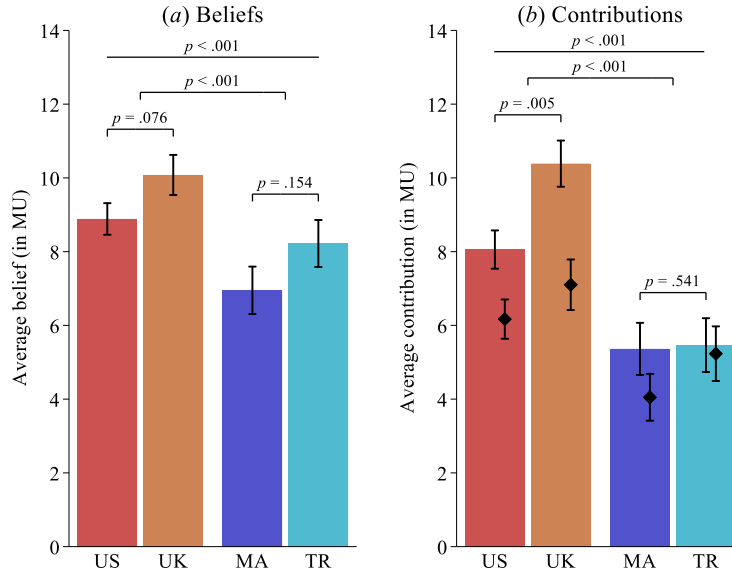 (a) Beliefs
14
12
10
8
6
4
2
0
Average belief (in MU)
p < .001
p < .001
p = .076
p = .154
US UK MA TR
(b) Contributions
14
12
10
8
6
4
2
0
Average contribution (in MU)
p < .001
p < .001
p = .005
p = .541
US UK MA TR